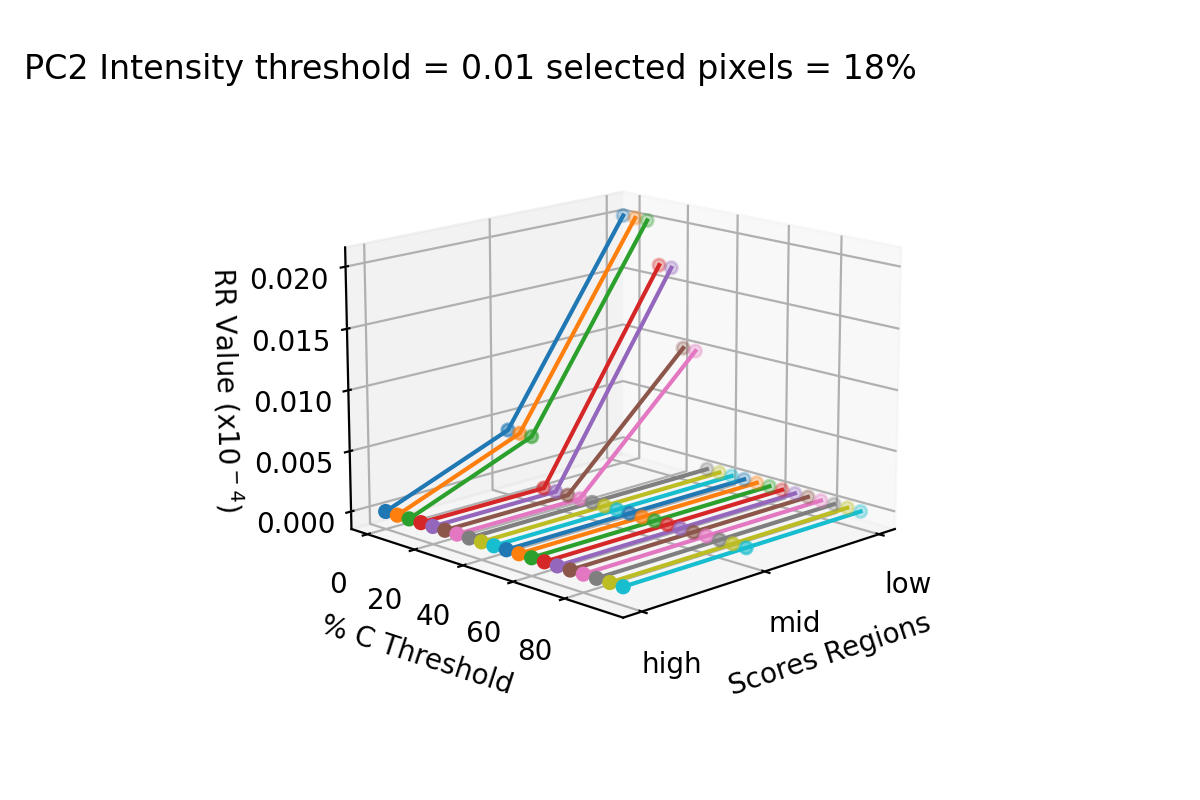 PC2 Intensity threshold = 0.01 selected pixels = 18%
RR Value (x10⁻⁴)
0.020
0.015
0.010
0.005
0.000
0
20
40
60
80
% C Threshold
high
mid
low
Scores Regions